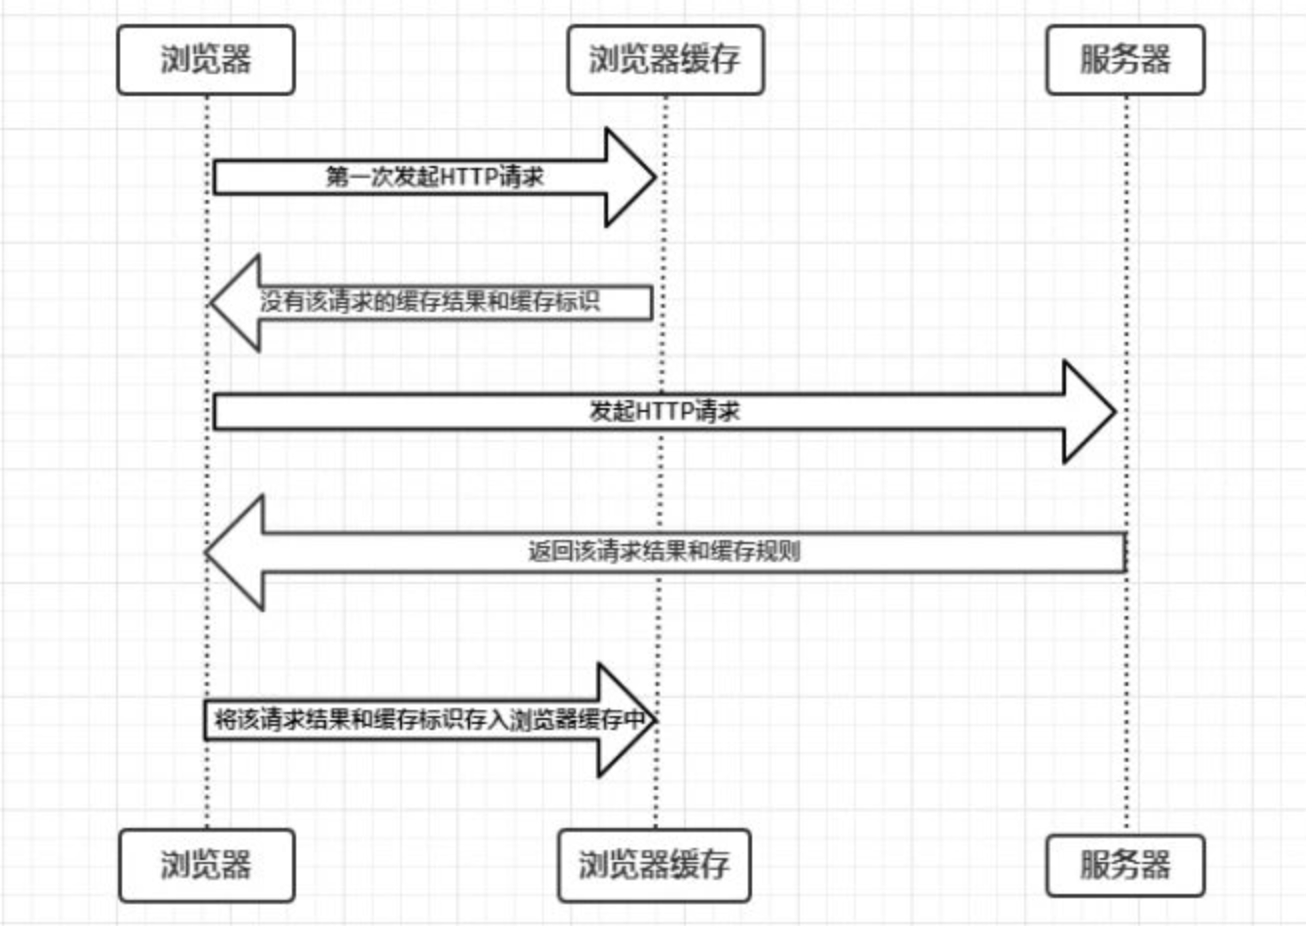 浏览器
浏览器缓存
服务器
第一次发起HTTP请求
没有该请求的缓存结果和缓存标识
发起HTTP请求
返回该请求结果和缓存规则
将该请求结果和缓存标识存入浏览器缓存中
浏览器
浏览器缓存
服务器